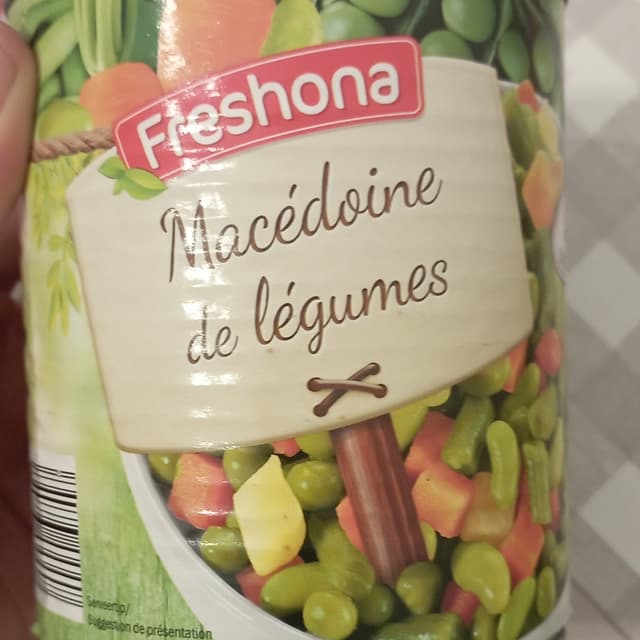 Freshona
Macédoine
de légumes
Serveertip/
Suggestion de présentation